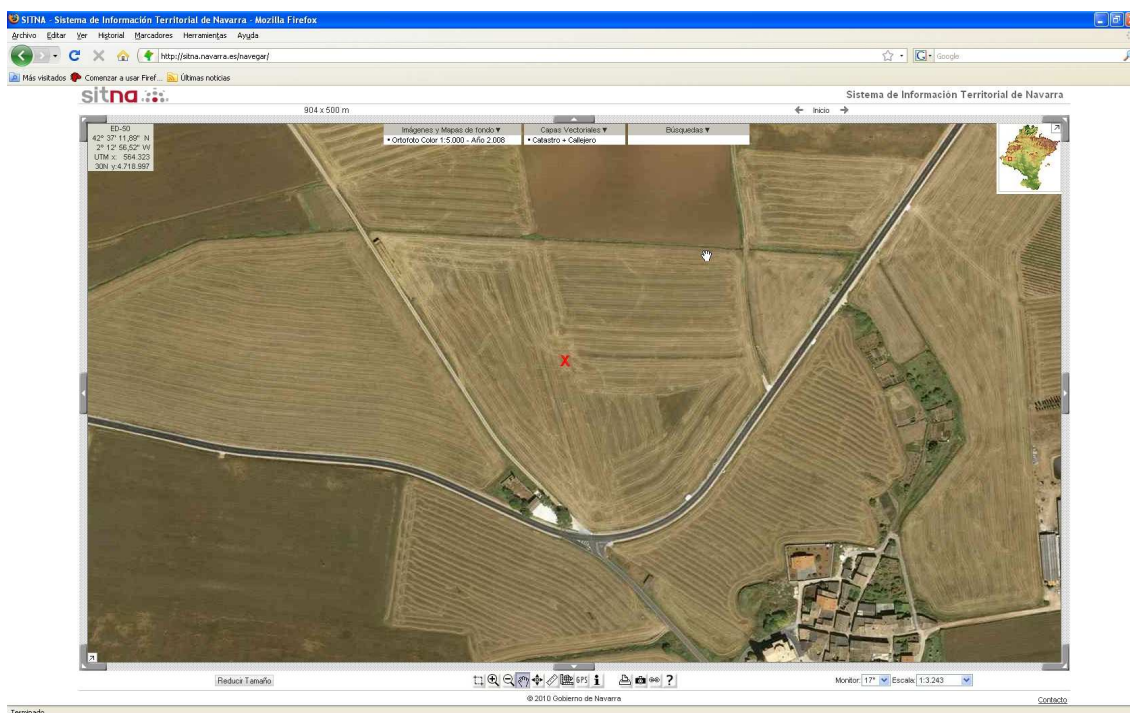 SITNA - Sistema de Información Territorial de Navarra - Mozilla Firefox
Archivo Editar Ver Historial Marcadores Herramientas Ayuda
http://sitna.navarra.es/navegar/
Google
Más visitados Comenzar a usar Firef... Últimas noticias
sitna
Sistema de Información Territorial de Navarra
904 x 500 m
Inicio
ED-50
42º 37' 11,89" N
2º 12' 56,52" W
UTM x: 564.323
30N y:4.718.997
Imágenes y Mapas de fondo ▼ Capas Vectoriales ▼ Búsquedas ▼
• Ortofoto Color 1:5.000 - Año 2.008 • Catastro + Callejero
X
Reducir Tamaño
GPS
i
?
Monitor: 17" Escala: 1:3.243
© 2010 Gobierno de Navarra
Contacto
Terminado